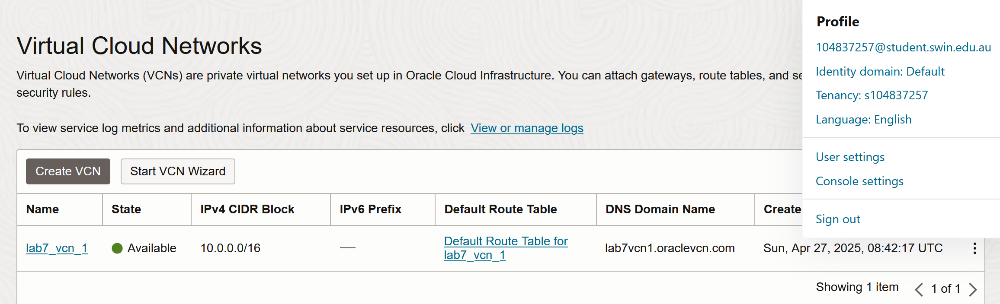 Virtual Cloud Networks
Virtual Cloud Networks (VCNs) are private virtual networks you set up in Oracle Cloud Infrastructure. You can attach gateways, route tables, and
security rules.
To view service log metrics and additional information about service resources, click View or manage logs
Create VCN
Start VCN Wizard
Name State IPv4 CIDR Block IPv6 Prefix Default Route Table DNS Domain Name
lab7_vcn_1 Available 10.0.0.0/16 — Default Route Table for lab7vcn1.oraclevcn.com Sun, Apr 27, 2025, 08:42:17 UTC
lab7_vcn_1
Showing 1 item 1 of 1
Profile
104837257@student.swin.edu.au
Identity domain: Default
Tenancy: s104837257
Language: English
User settings
Console settings
Sign out